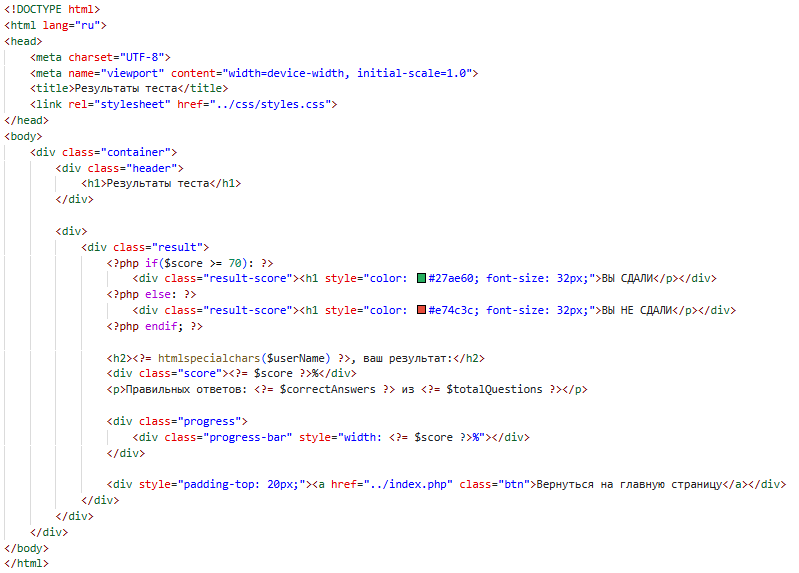 <!DOCTYPE html>
<html lang="ru">
<head>
    <meta charset="UTF-8">
    <meta name="viewport" content="width=device-width, initial-scale=1.0">
    <title>Результаты теста</title>
    <link rel="stylesheet" href="../css/styles.css">
</head>
<body>
    <div class="container">
        <div class="header">
            <h1>Результаты теста</h1>
        </div>

        <div>
            <div class="result">
                <?php if($score >= 70): ?>
                    <div class="result-score"><h1 style="color: #27ae60; font-size: 32px;">ВЫ СДАЛИ</p></div>
                <?php else: ?>
                    <div class="result-score"><h1 style="color: #e74c3c; font-size: 32px;">ВЫ НЕ СДАЛИ</p></div>
                <?php endif; ?>

                <h2><?= htmlspecialchars($userName) ?>, ваш результат:</h2>
                <div class="score"><?= $score ?>%</div>
                <p>Правильных ответов: <?= $correctAnswers ?> из <?= $totalQuestions ?></p>

                <div class="progress">
                    <div class="progress-bar" style="width: <?= $score ?>%"></div>
                </div>

                <div style="padding-top: 20px;"><a href="../index.php" class="btn">Вернуться на главную страницу</a></div>
            </div>
        </div>
    </div>
</body>
</html>